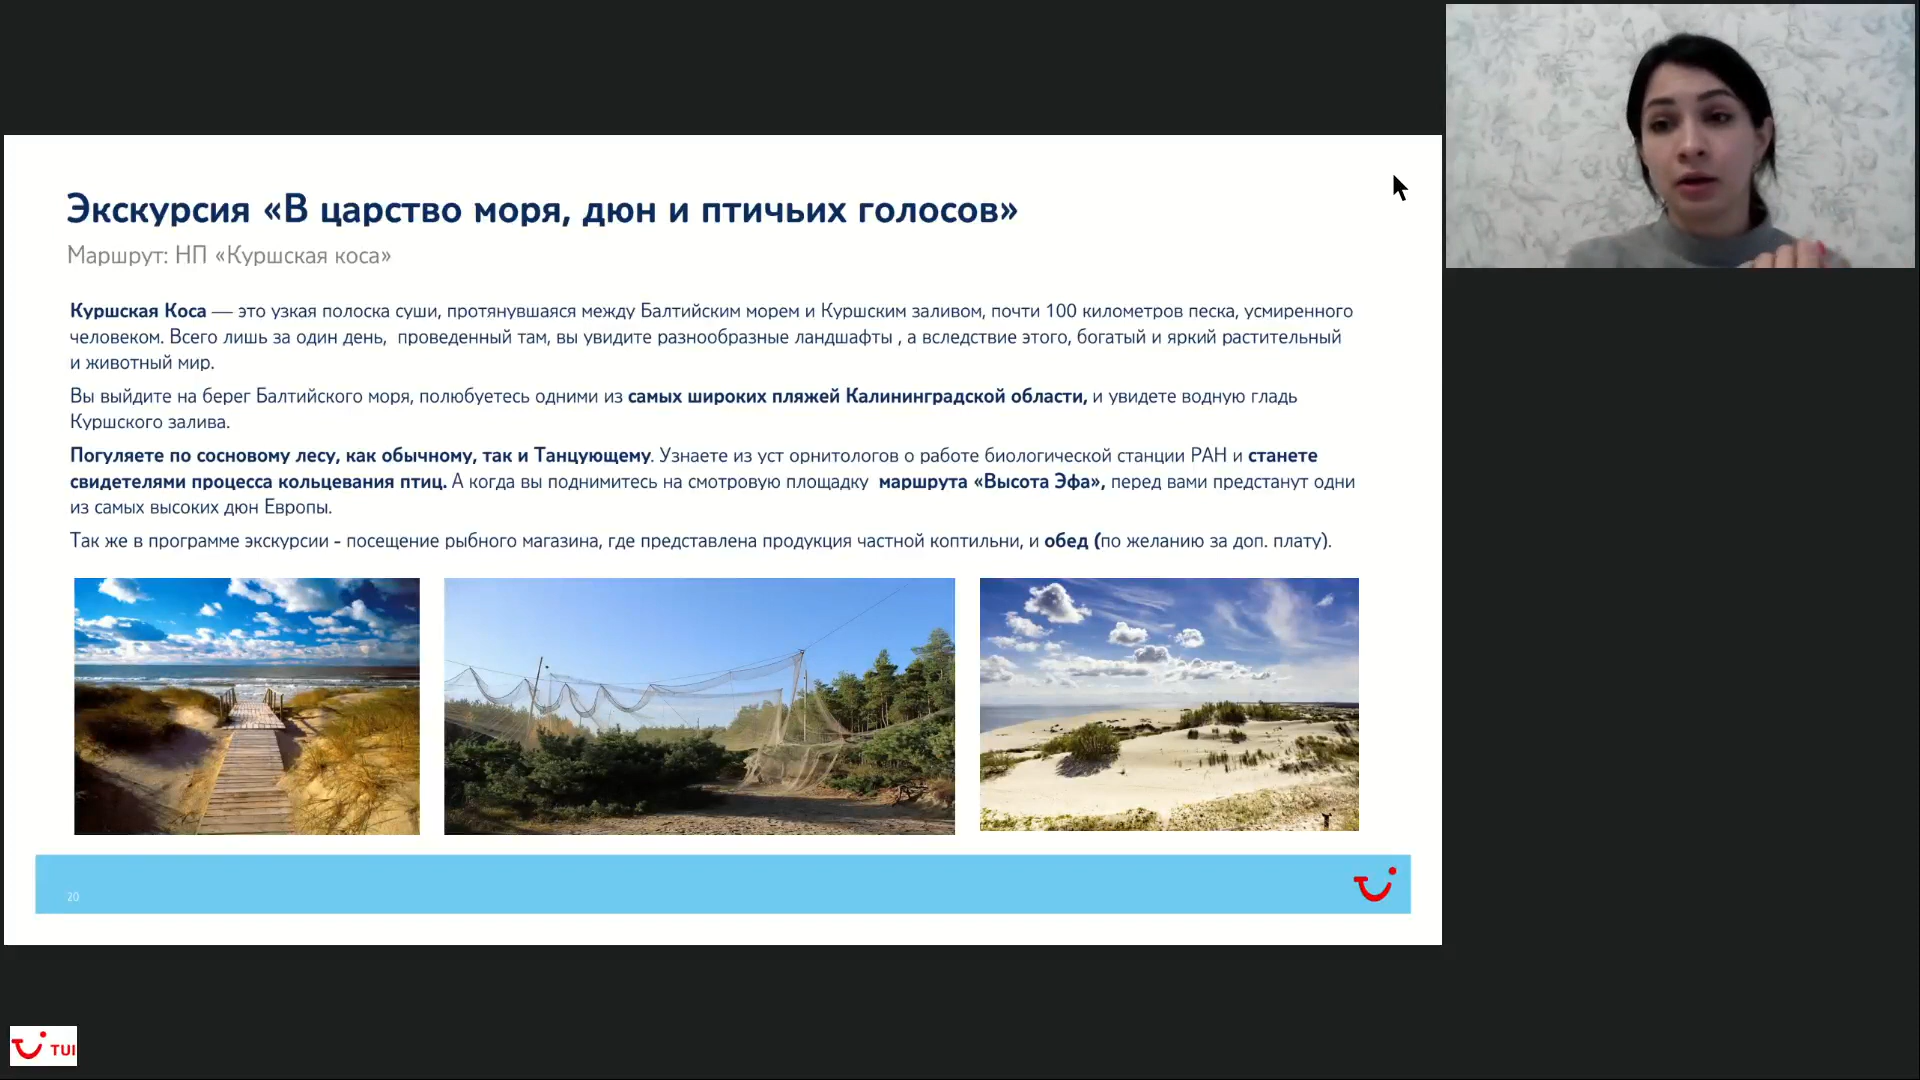 Экскурсия «В царство моря, дюн и птичьих голосов»
Маршрут: НП «Куршская коса»
Куршская Коса — это узкая полоска суши, протянувшаяся между Балтийским морем и Куршским заливом, почти 100 километров песка, усмиренного
человеком. Всего лишь за один день, проведенный там, вы увидите разнообразные ландшафты , а вследствие этого, богатый и яркий растительный
и животный мир.
Вы выйдите на берег Балтийского моря, полюбуетесь одними из самых широких пляжей Калининградской области, и увидете водную гладь
Куршского залива.
Погуляете по сосновому лесу, как обычному, так и Танцующему. Узнаете из уст орнитологов о работе биологической станции РАН и станете
свидетелями процесса кольцевания птиц. А когда вы поднимитесь на смотровую площадку маршрута «Высота Эфа», перед вами предстанут одни
из самых высоких дюн Европы.
Так же в программе экскурсии - посещение рыбного магазина, где представлена продукция частной коптильни, и обед (по желанию за доп. плату).
20
TUI